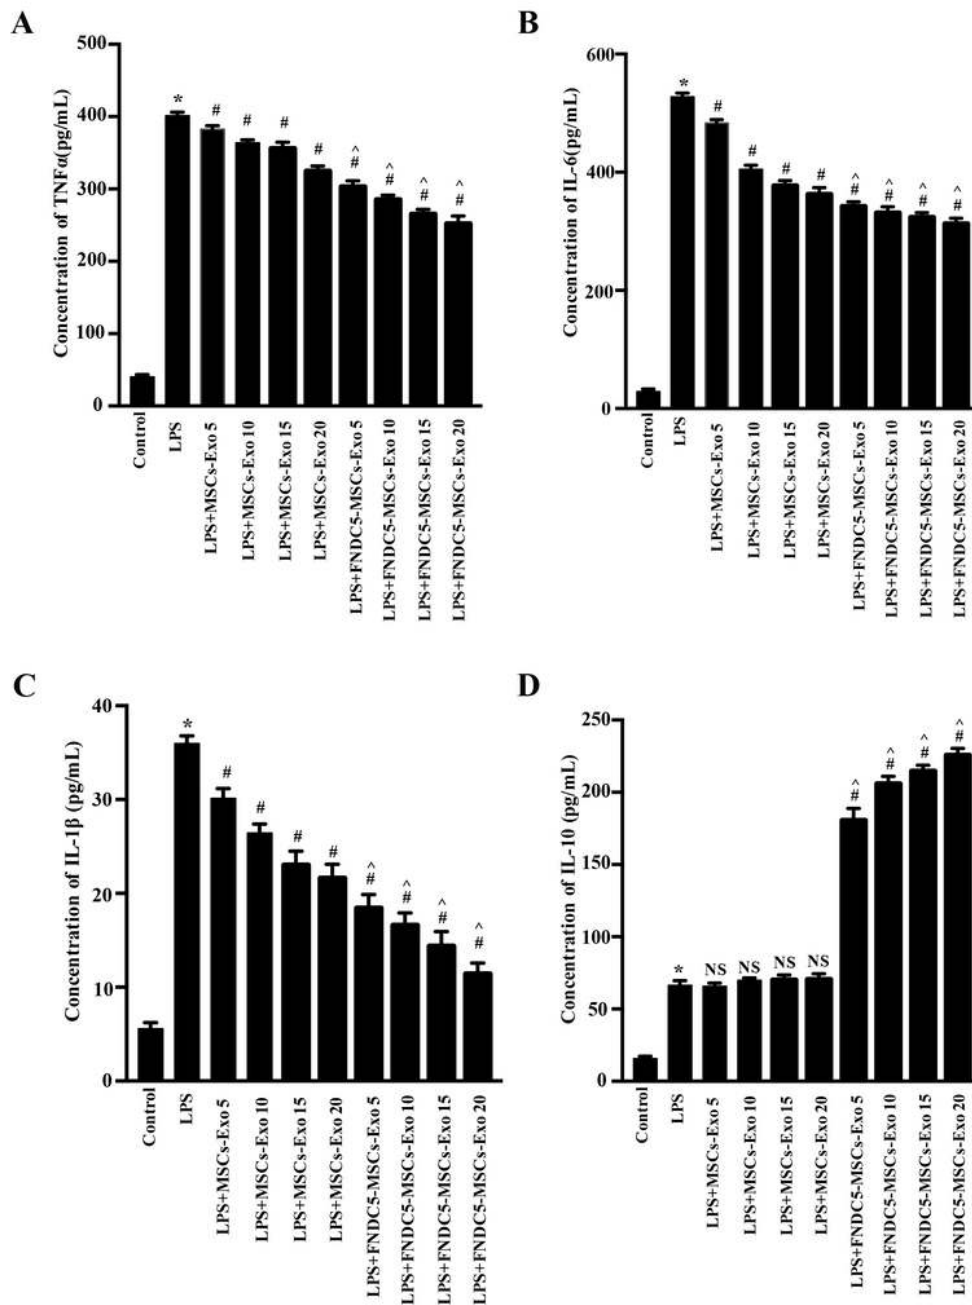 A
Concentration of TNFα(pg/mL)
500
400
300
200
100
0
*
#
#
#
#
^
#
^
#
^
#
^
#
Control
LPS
LPS+MSCs-Exo 5
LPS+MSCs-Exo 10
LPS+MSCs-Exo 15
LPS+MSCs-Exo 20
LPS+FNDC5-MSCs-Exo 5
LPS+FNDC5-MSCs-Exo 10
LPS+FNDC5-MSCs-Exo 15
LPS+FNDC5-MSCs-Exo 20
B
Concentration of IL-6(pg/mL)
600
400
200
0
*
#
#
#
#
^
#
^
#
^
#
^
#
Control
LPS
LPS+MSCs-Exo 5
LPS+MSCs-Exo 10
LPS+MSCs-Exo 15
LPS+MSCs-Exo 20
LPS+FNDC5-MSCs-Exo 5
LPS+FNDC5-MSCs-Exo 10
LPS+FNDC5-MSCs-Exo 15
LPS+FNDC5-MSCs-Exo 20
C
Concentration of IL-1β (pg/mL)
40
30
20
10
0
*
#
#
#
#
^
#
^
#
^
#
^
#
Control
LPS
LPS+MSCs-Exo 5
LPS+MSCs-Exo 10
LPS+MSCs-Exo 15
LPS+MSCs-Exo 20
LPS+FNDC5-MSCs-Exo 5
LPS+FNDC5-MSCs-Exo 10
LPS+FNDC5-MSCs-Exo 15
LPS+FNDC5-MSCs-Exo 20
D
Concentration of IL-10 (pg/mL)
250
200
150
100
50
0
*
NS
NS
NS
NS
^
#
^
#
^
#
^
#
Control
LPS
LPS+MSCs-Exo 5
LPS+MSCs-Exo 10
LPS+MSCs-Exo 15
LPS+MSCs-Exo 20
LPS+FNDC5-MSCs-Exo 5
LPS+FNDC5-MSCs-Exo 10
LPS+FNDC5-MSCs-Exo 15
LPS+FNDC5-MSCs-Exo 20